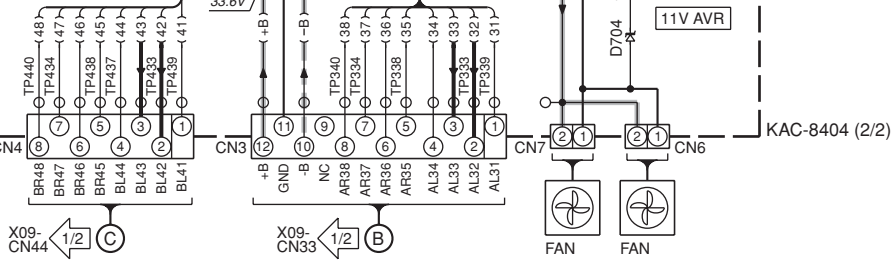 33.8V
11V AVR
D704
48 47 46 45 44 43 42 41
+B -B
38 37 36 35 34 33 32 31
TP440 TP434 TP438 TP437 TP433 TP439
TP340 TP334 TP338 TP333 TP339
7 5 3 1
11 9 7 5 3 1
2 1
2 1
KAC-8404 (2/2)
CN4
8 6 4 2
CN3
12 10 8 6 4 2
CN7
CN6
BR48 BR47 BR46 BR45 BL44 BL43 BL42 BL41
+B GND -B NC AR38 AR37 AR36 AR35 AL34 AL33 AL32 AL31
X09-
CN44 1/2 C
X09-
CN33 1/2 B
FAN FAN